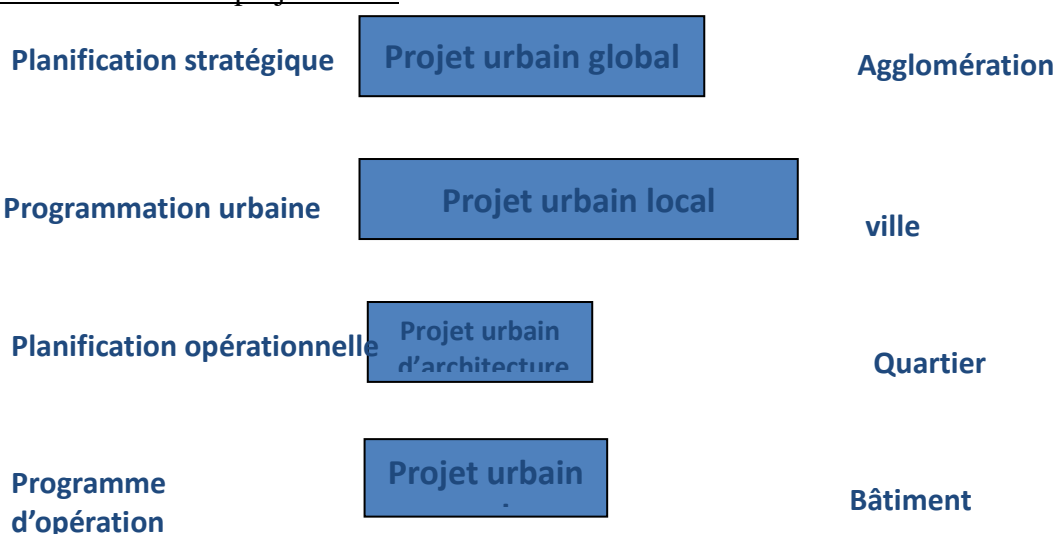 Planification stratégique
Projet urbain global
Agglomération
Programmation urbaine
Projet urbain local
ville
Planification opérationnelle
Projet urbain
d’architecture
Quartier
Programme
d’opération
Projet urbain
Bâtiment